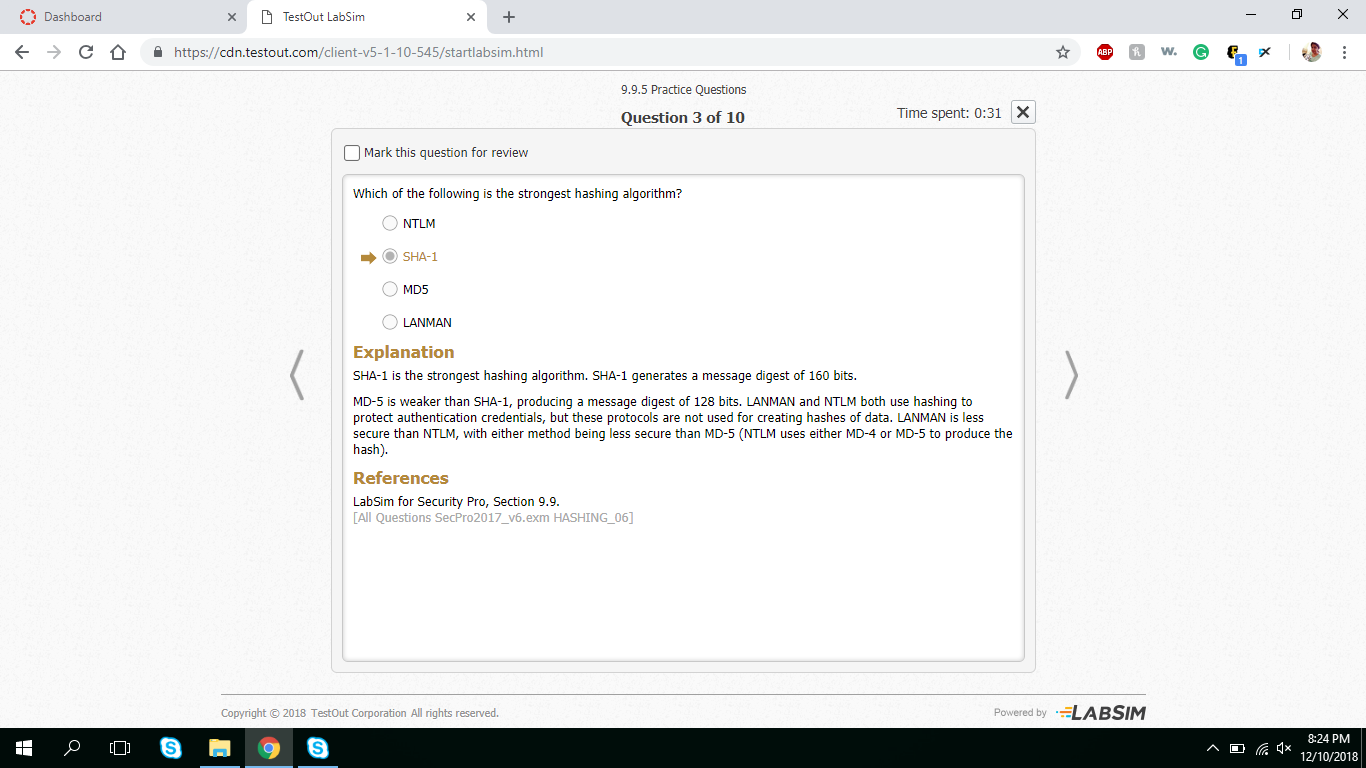 Dashboard
TestOut LabSim
https://cdn.testout.com/client-v5-1-10-545/startlabsim.html
ABP
w.
1
9.9.5 Practice Questions
Question 3 of 10
Time spent: 0:31
Mark this question for review
Which of the following is the strongest hashing algorithm?
NTLM
SHA-1
MD5
LANMAN
Explanation
SHA-1 is the strongest hashing algorithm. SHA-1 generates a message digest of 160 bits.
MD-5 is weaker than SHA-1, producing a message digest of 128 bits. LANMAN and NTLM both use hashing to
protect authentication credentials, but these protocols are not used for creating hashes of data. LANMAN is less
secure than NTLM, with either method being less secure than MD-5 (NTLM uses either MD-4 or MD-5 to produce the
hash).
References
LabSim for Security Pro, Section 9.9.
[All Questions SecPro2017_v6.exm HASHING_06]
Copyright © 2018 TestOut Corporation All rights reserved.
Powered by LABSIM
8:24 PM
12/10/2018